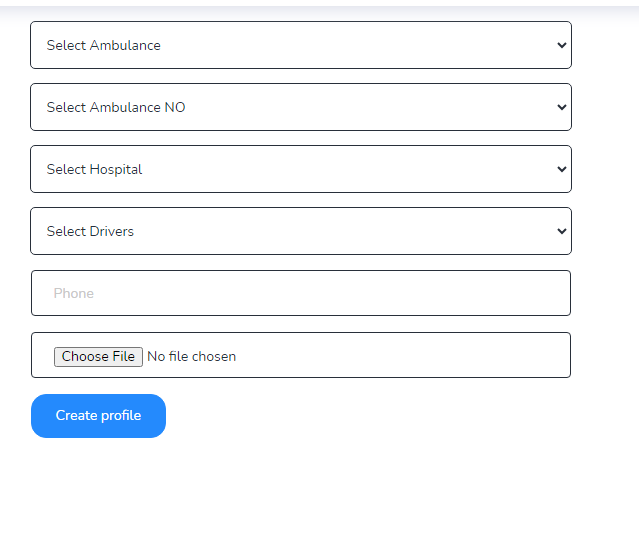 Select Ambulance
Select Ambulance NO
Select Hospital
Select Drivers
Phone
Choose File No file chosen
Create profile